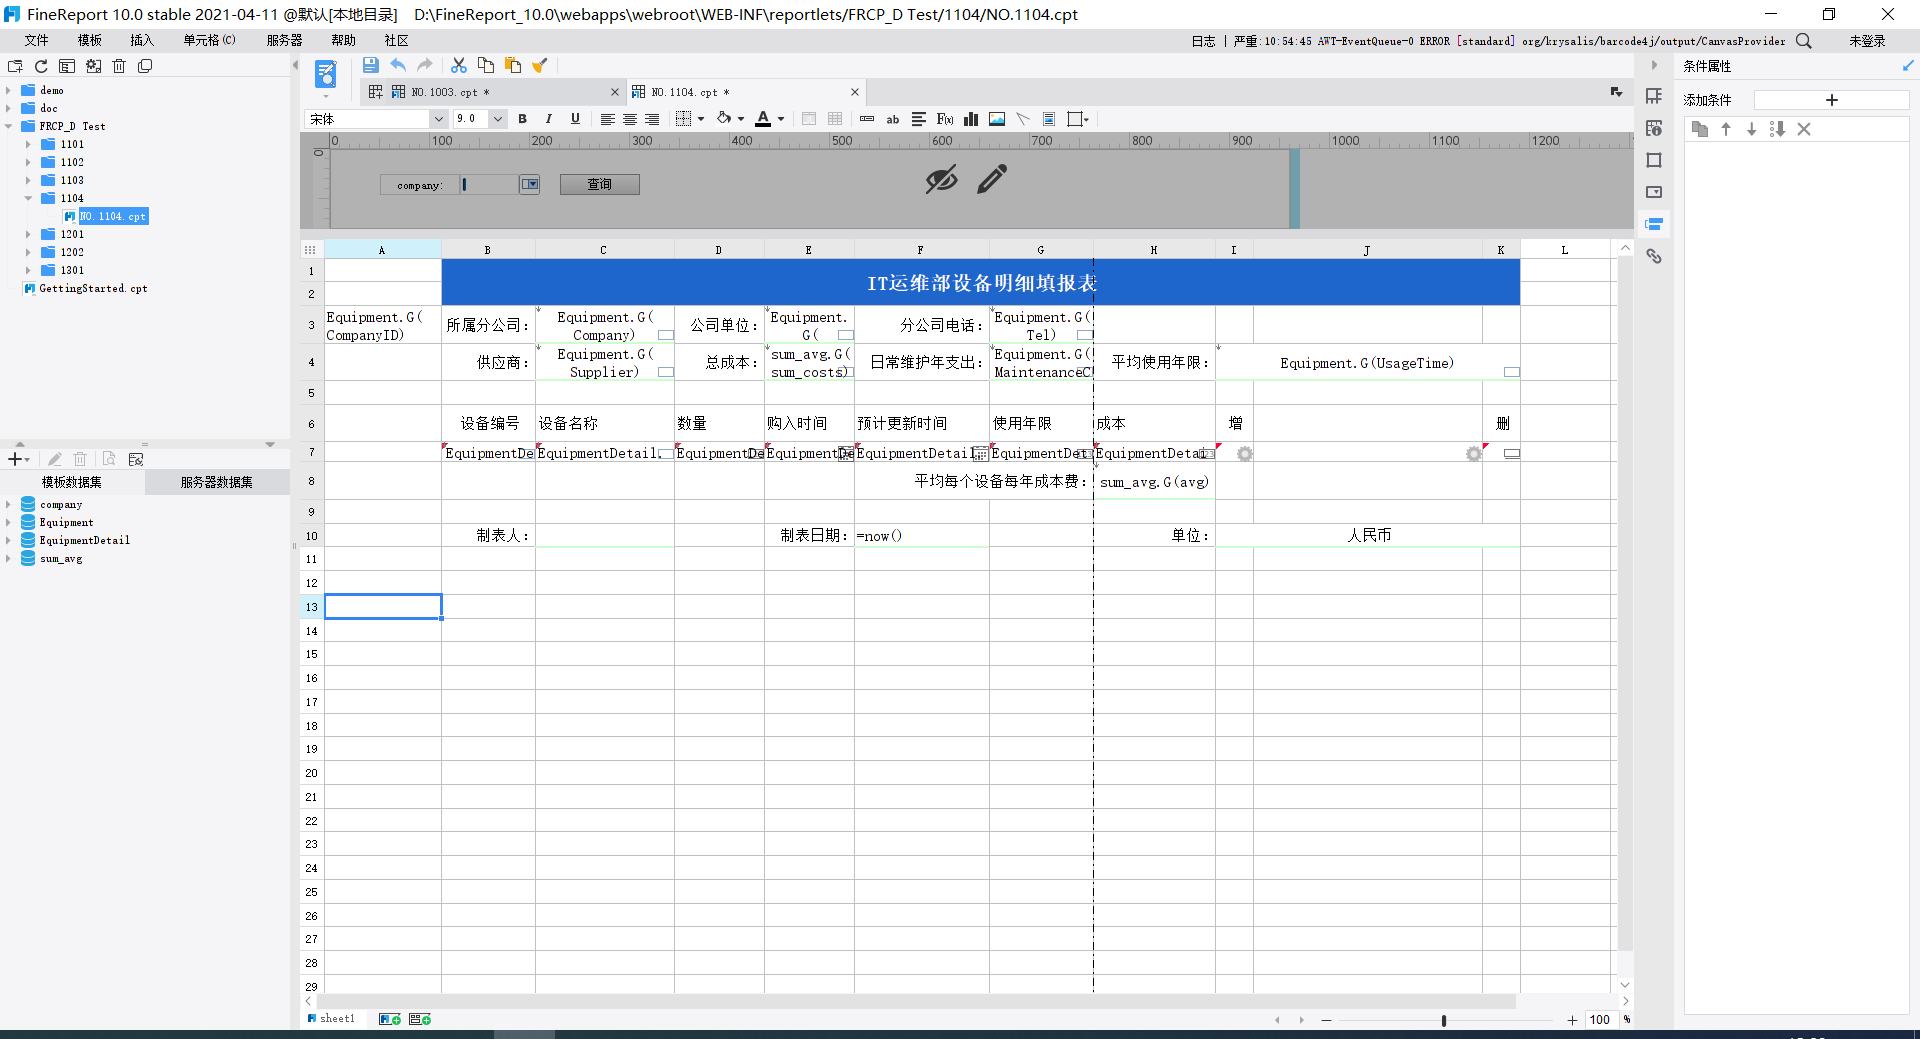 FineReport 10.0 stable 2021-04-11 @默认[本地目录]    D:\FineReport_10.0\webapps\webroot\WEB-INF\reportlets/FRCP_D Test/1104/NO.1104.cpt
文件 模板 插入 单元格(C) 服务器 帮助 社区
日志 | 严重:10:54:45 AWT-EventQueue-0 ERROR [standard] org/krysalis/barcode4j/output/CanvasProvider
未登录
demo
doc
FRCP_D Test
1101
1102
1103
1104
NO.1104.cpt
1201
1202
1301
GettingStarted.cpt
模板数据集 服务器数据集
company
Equipment
EquipmentDetail
sum_avg
NO.1003.cpt * NO.1104.cpt *
宋体 9.0 B I U A ab F(x)
0 100 200 300 400 500 600 700 800 900 1000 1100 1200
0
company: 查询
A B C D E F G H I J K L
1
2
IT运维部设备明细填报表
3 Equipment.G(CompanyID) 所属分公司: Equipment.G(Company) 公司单位: Equipment.G( 分公司电话: Equipment.G(Tel)
4 供应商: Equipment.G(Supplier) 总成本: sum_avg.G(sum_costs) 日常维护年支出: Equipment.G(MaintenanceC 平均使用年限: Equipment.G(UsageTime)
5
6 设备编号 设备名称 数量 购入时间 预计更新时间 使用年限 成本 增 删
7 EquipmentDe EquipmentDetail. EquipmentDe EquipmentDe EquipmentDetail EquipmentDet EquipmentDeta
8 平均每个设备每年成本费: sum_avg.G(avg)
9
10 制表人: 制表日期: =now() 单位: 人民币
11
12
13
14
15
16
17
18
19
20
21
22
23
24
25
26
27
28
29
sheet1
100 %
条件属性
添加条件